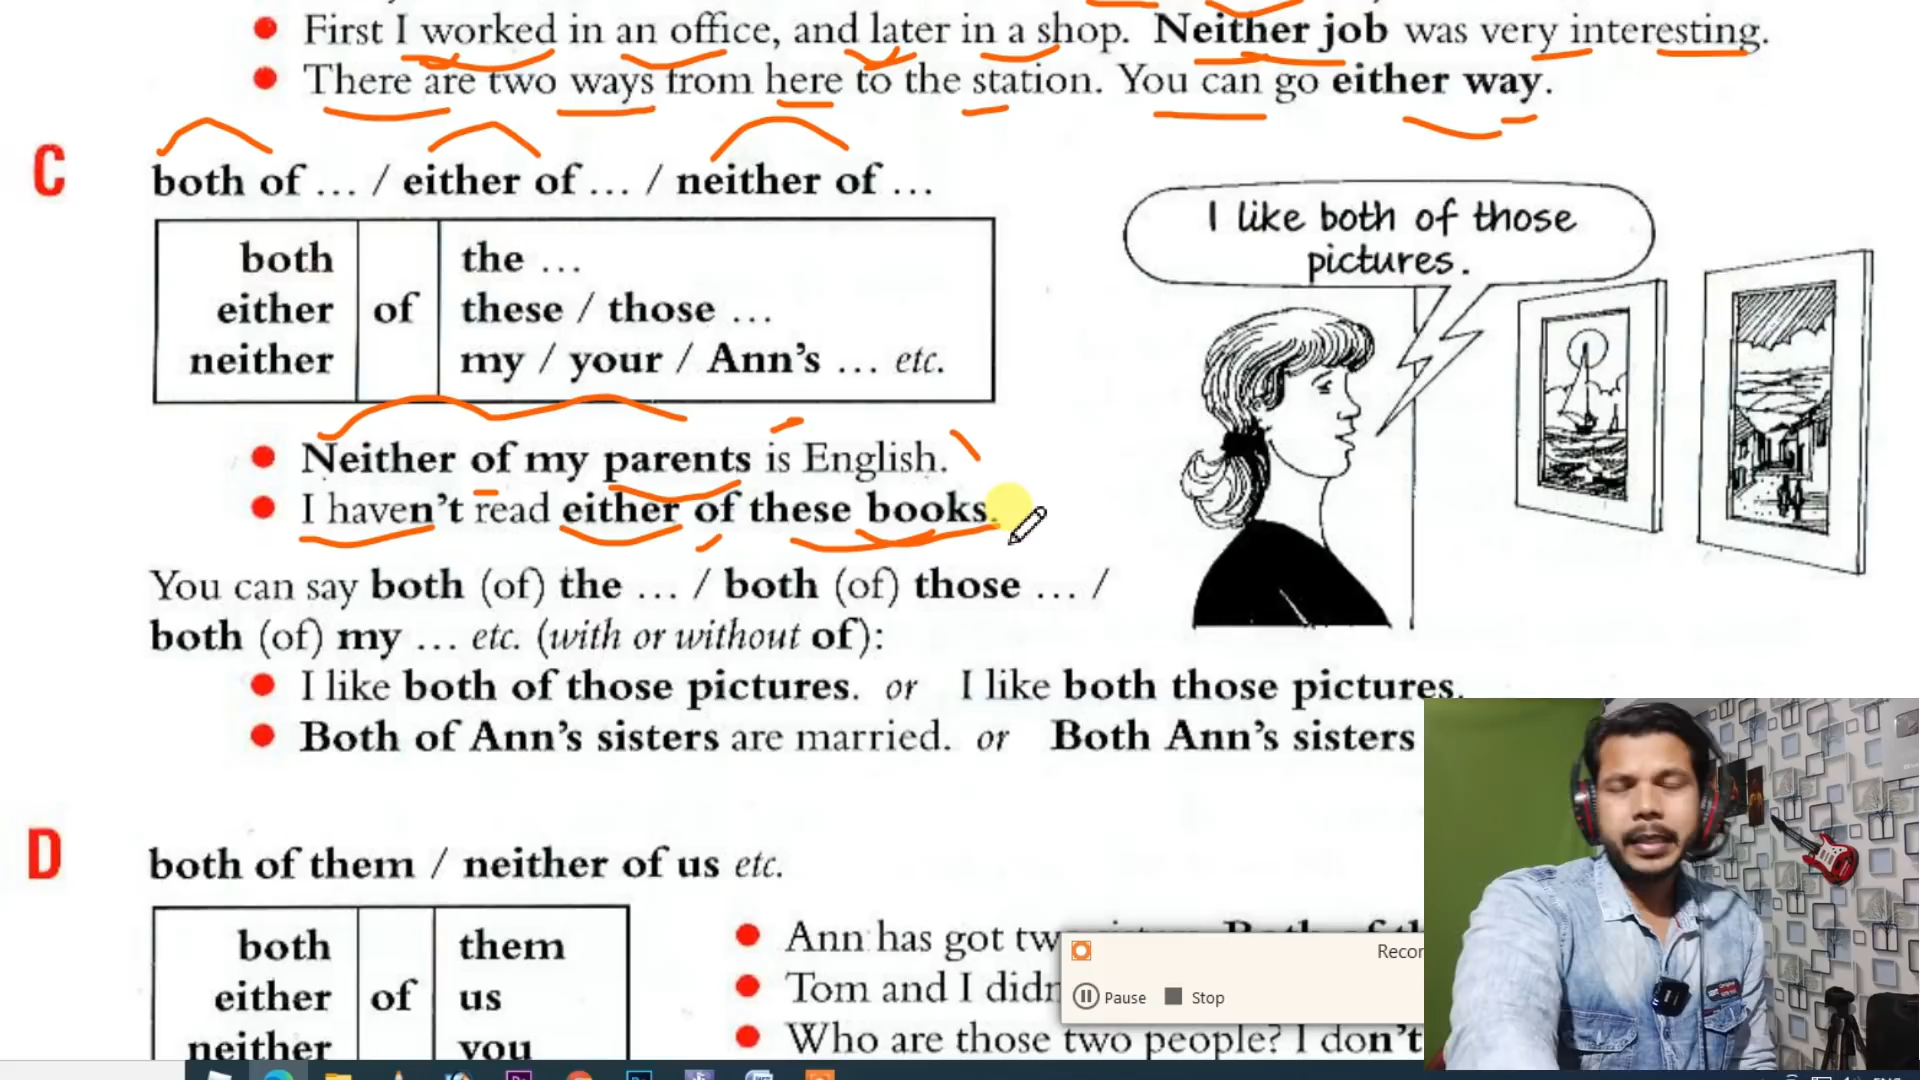 First I worked in an office, and later in a shop. Neither job was very interesting.
There are two ways from here to the station. You can go either way.
C
both of ... / either of ... / neither of ...
both
either
neither
of
the ...
these / those ...
my / your / Ann's ... etc.
I like both of those
pictures.
Neither of my parents is English.
I haven't read either of these books.
You can say both (of) the ... / both (of) those ... /
both (of) my ... etc. (with or without of):
I like both of those pictures. or I like both those pictures.
Both of Ann's sisters are married. or Both Ann's sisters
D
both of them / neither of us etc.
both
either
neither
of
them
us
you
Ann has got
Tom and I
Who are those two people? I don't
Pause Stop